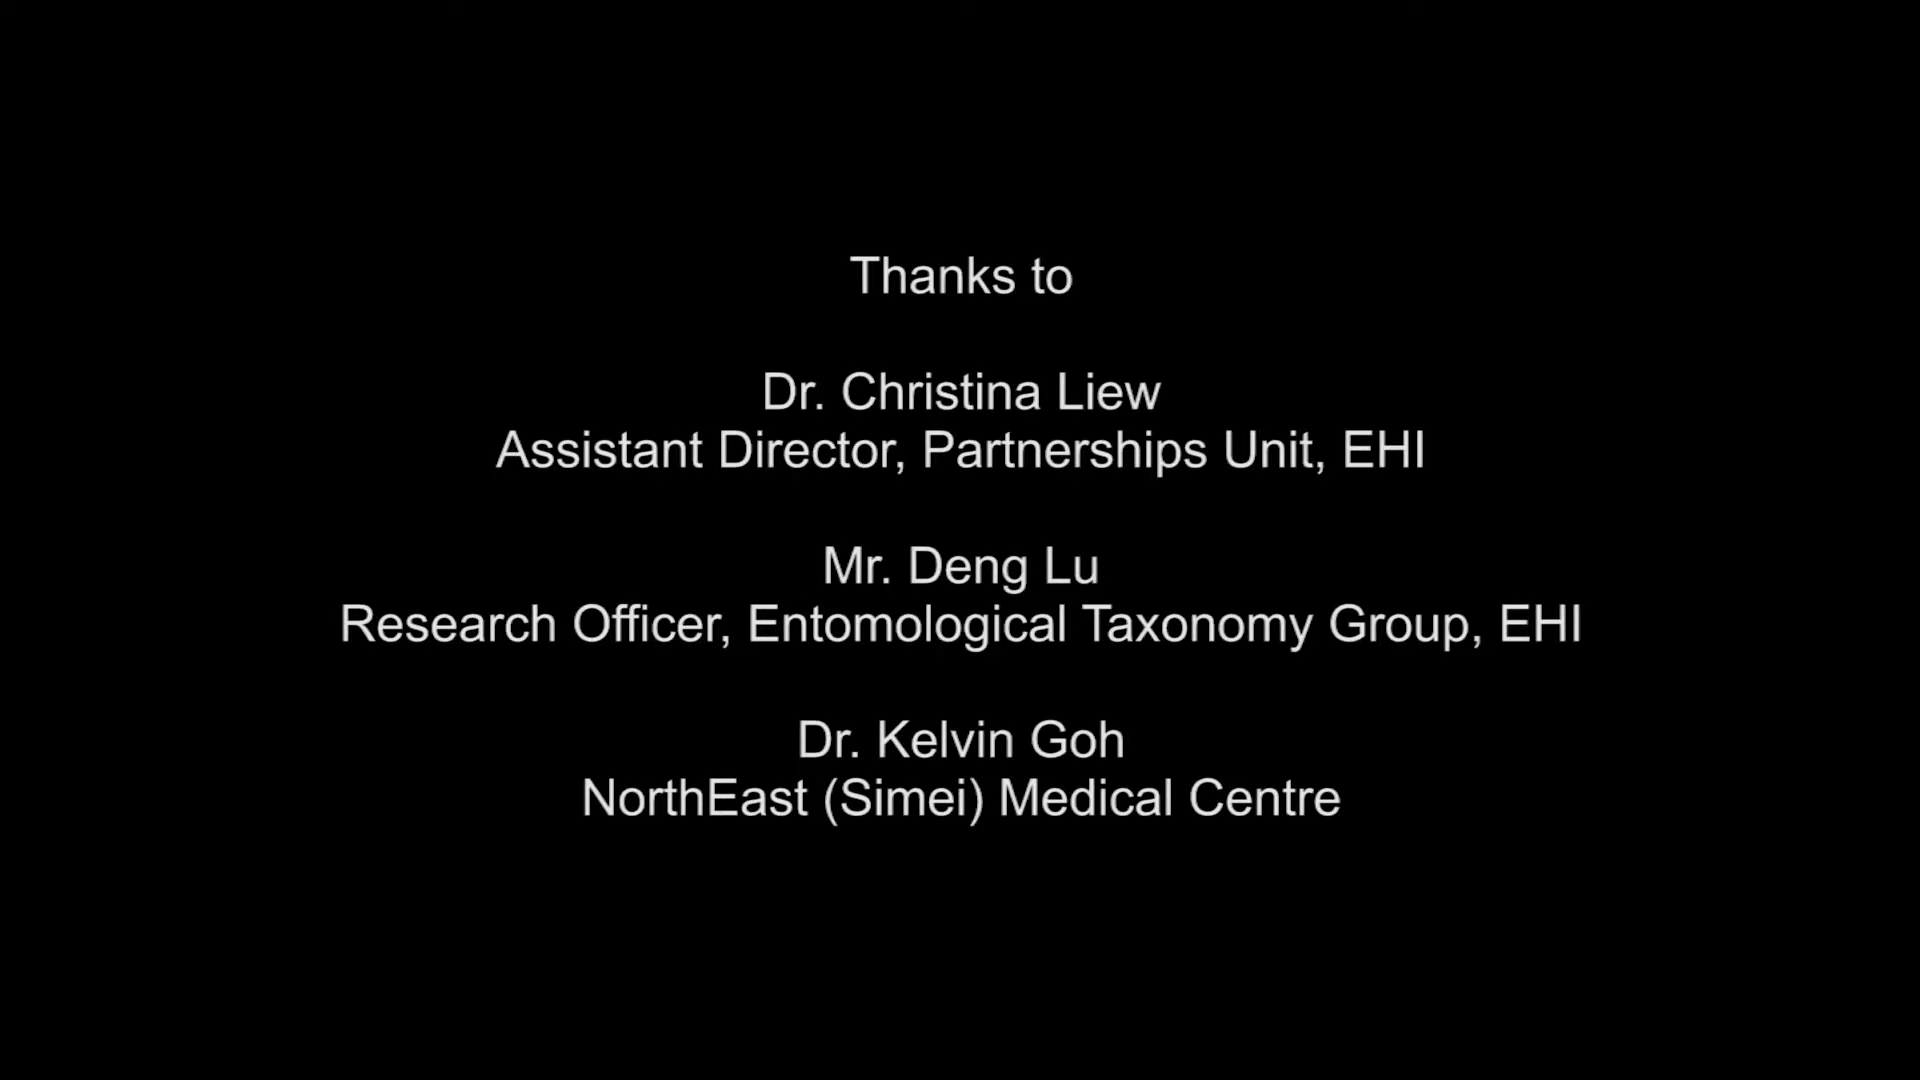 Thanks to
Dr. Christina Liew
Assistant Director, Partnerships Unit, EHI
Mr. Deng Lu
Research Officer, Entomological Taxonomy Group, EHI
Dr. Kelvin Goh
NorthEast (Simei) Medical Centre